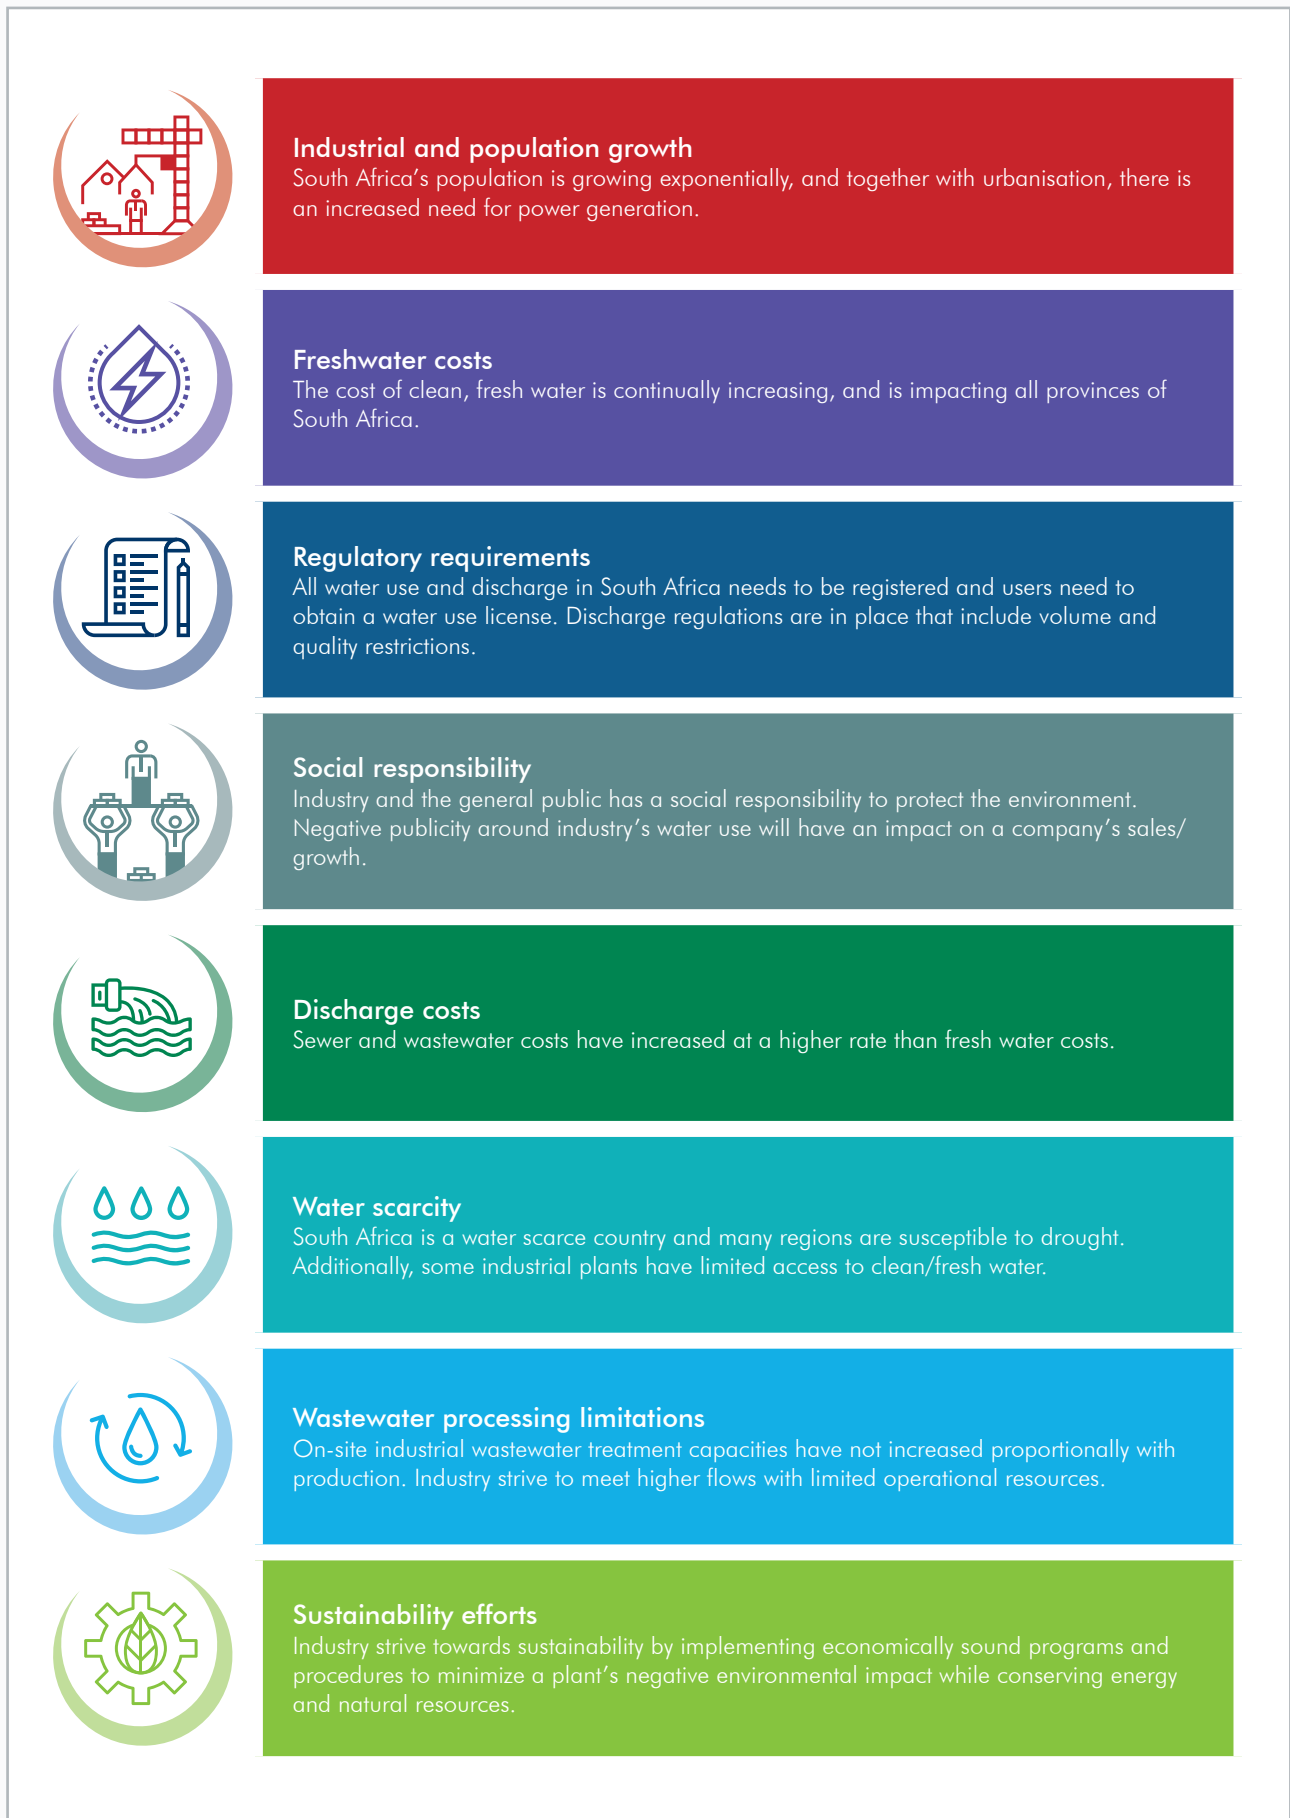 Industrial and population growth
South Africa’s population is growing exponentially, and together with urbanisation, there is
an increased need for power generation.
Freshwater costs
The cost of clean, fresh water is continually increasing, and is impacting all provinces of
South Africa.
Regulatory requirements
All water use and discharge in South Africa needs to be registered and users need to
obtain a water use license. Discharge regulations are in place that include volume and
quality restrictions.
Social responsibility
Industry and the general public has a social responsibility to protect the environment.
Negative publicity around industry’s water use will have an impact on a company’s sales/
growth.
Discharge costs
Sewer and wastewater costs have increased at a higher rate than fresh water costs.
Water scarcity
South Africa is a water scarce country and many regions are susceptible to drought.
Additionally, some industrial plants have limited access to clean/fresh water.
Wastewater processing limitations
On-site industrial wastewater treatment capacities have not increased proportionally with
production. Industry strive to meet higher flows with limited operational resources.
Sustainability efforts
Industry strive towards sustainability by implementing economically sound programs and
procedures to minimize a plant’s negative environmental impact while conserving energy
and natural resources.